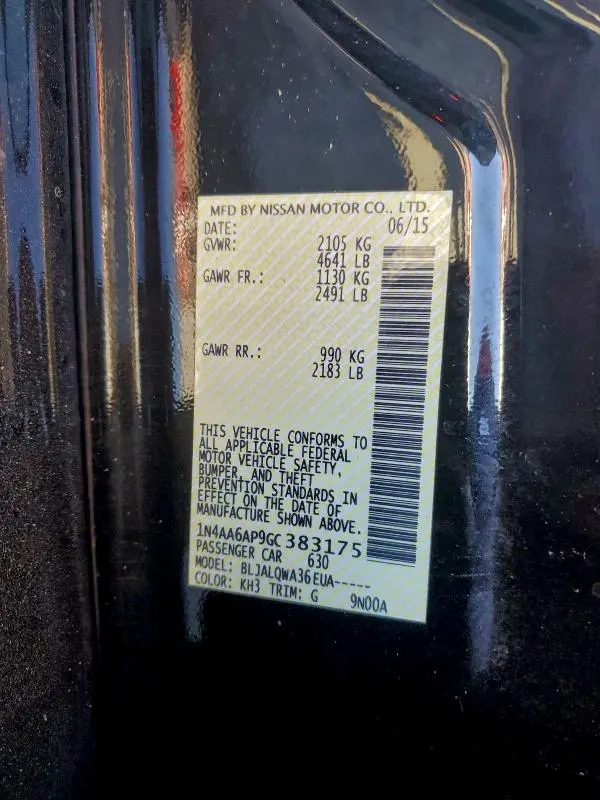 MFD BY NISSAN MOTOR CO., LTD.
DATE: 06/15
GVWR: 2105 KG
4641 LB
GAWR FR.: 1130 KG
2491 LB
GAWR RR.: 990 KG
2183 LB
THIS VEHICLE CONFORMS TO
ALL APPLICABLE FEDERAL
MOTOR VEHICLE SAFETY,
BUMPER, AND THEFT
PREVENTION STANDARDS IN
EFFECT ON THE DATE OF
MANUFACTURE SHOWN ABOVE.
1N4AA6AP9GC383175
PASSENGER CAR 630
MODEL: BLJALQWA36EUA-----
COLOR: KH3 TRIM: G 9N00A